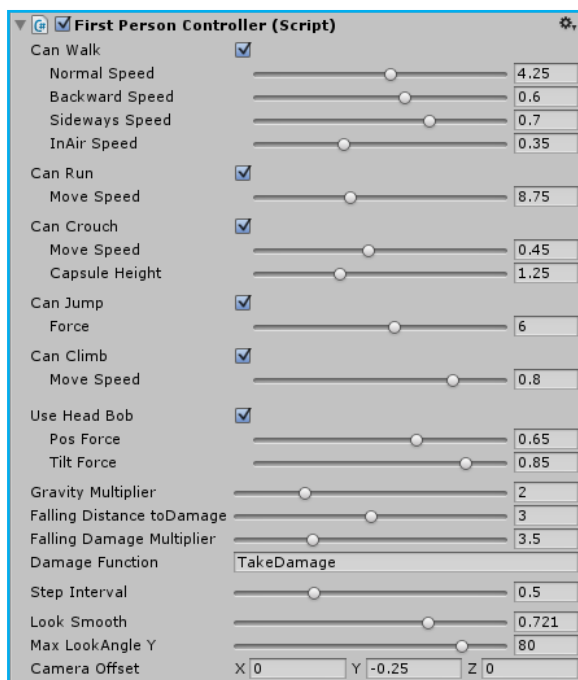 First Person Controller (Script)
Can Walk
Normal Speed 4.25
Backward Speed 0.6
Sideways Speed 0.7
InAir Speed 0.35
Can Run
Move Speed 8.75
Can Crouch
Move Speed 0.45
Capsule Height 1.25
Can Jump
Force 6
Can Climb
Move Speed 0.8
Use Head Bob
Pos Force 0.65
Tilt Force 0.85
Gravity Multiplier 2
Falling Distance toDamage 3
Falling Damage Multiplier 3.5
Damage Function TakeDamage
Step Interval 0.5
Look Smooth 0.721
Max LookAngle Y 80
Camera Offset X 0 Y -0.25 Z 0